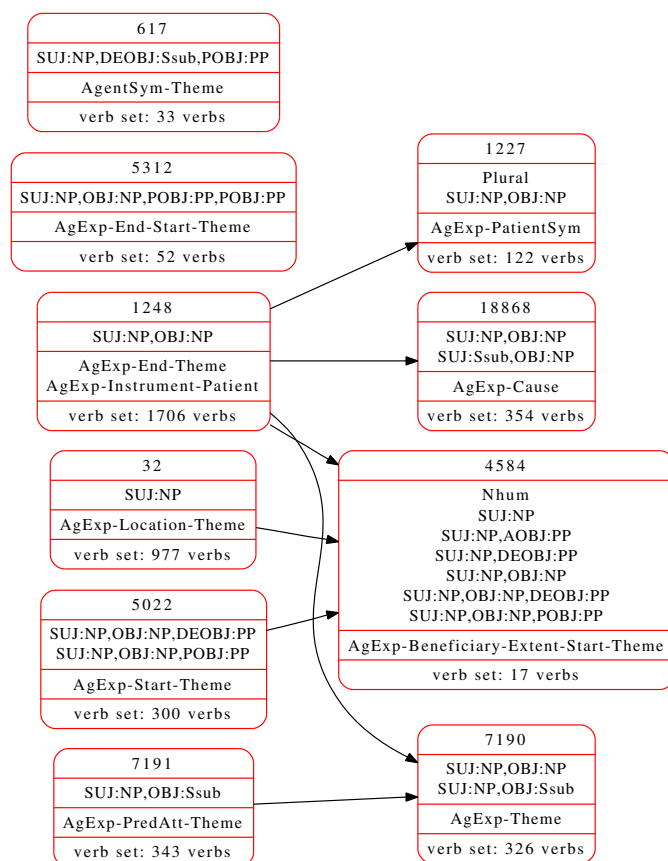 617
SUJ:NP,DEOBJ:Ssub,POBJ:PP
AgentSym-Theme
verb set: 33 verbs
5312
SUJ:NP,OBJ:NP,POBJ:PP,POBJ:PP
AgExp-End-Start-Theme
verb set: 52 verbs
1248
SUJ:NP,OBJ:NP
AgExp-End-Theme
AgExp-Instrument-Patient
verb set: 1706 verbs
32
SUJ:NP
AgExp-Location-Theme
verb set: 977 verbs
5022
SUJ:NP,OBJ:NP,DEOBJ:PP
SUJ:NP,OBJ:NP,POBJ:PP
AgExp-Start-Theme
verb set: 300 verbs
7191
SUJ:NP,OBJ:Ssub
AgExp-PredAtt-Theme
verb set: 343 verbs
1227
Plural
SUJ:NP,OBJ:NP
AgExp-PatientSym
verb set: 122 verbs
18868
SUJ:NP,OBJ:NP
SUJ:Ssub,OBJ:NP
AgExp-Cause
verb set: 354 verbs
4584
Nhum
SUJ:NP
SUJ:NP,AOBJ:PP
SUJ:NP,DEOBJ:PP
SUJ:NP,OBJ:NP
SUJ:NP,OBJ:NP,DEOBJ:PP
SUJ:NP,OBJ:NP,POBJ:PP
AgExp-Beneficiary-Extent-Start-Theme
verb set: 17 verbs
7190
SUJ:NP,OBJ:NP
SUJ:NP,OBJ:Ssub
AgExp-Theme
verb set: 326 verbs